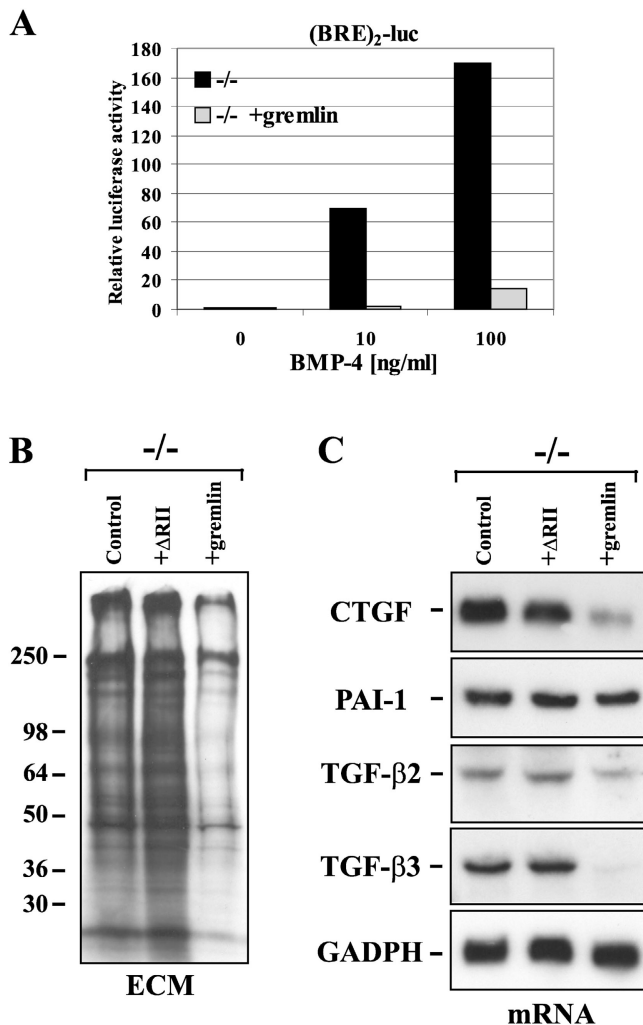 A
(BRE)2-luc
180
160
140
120
100
80
60
40
20
0
Relative luciferase activity
-/-
-/- +gremlin
0 10 100
BMP-4 [ng/ml]
B
-/-
Control +ΔRII +gremlin
250
98
64
50
36
30
ECM
C
-/-
Control +ΔRII +gremlin
CTGF
PAI-1
TGF-β2
TGF-β3
GADPH
mRNA